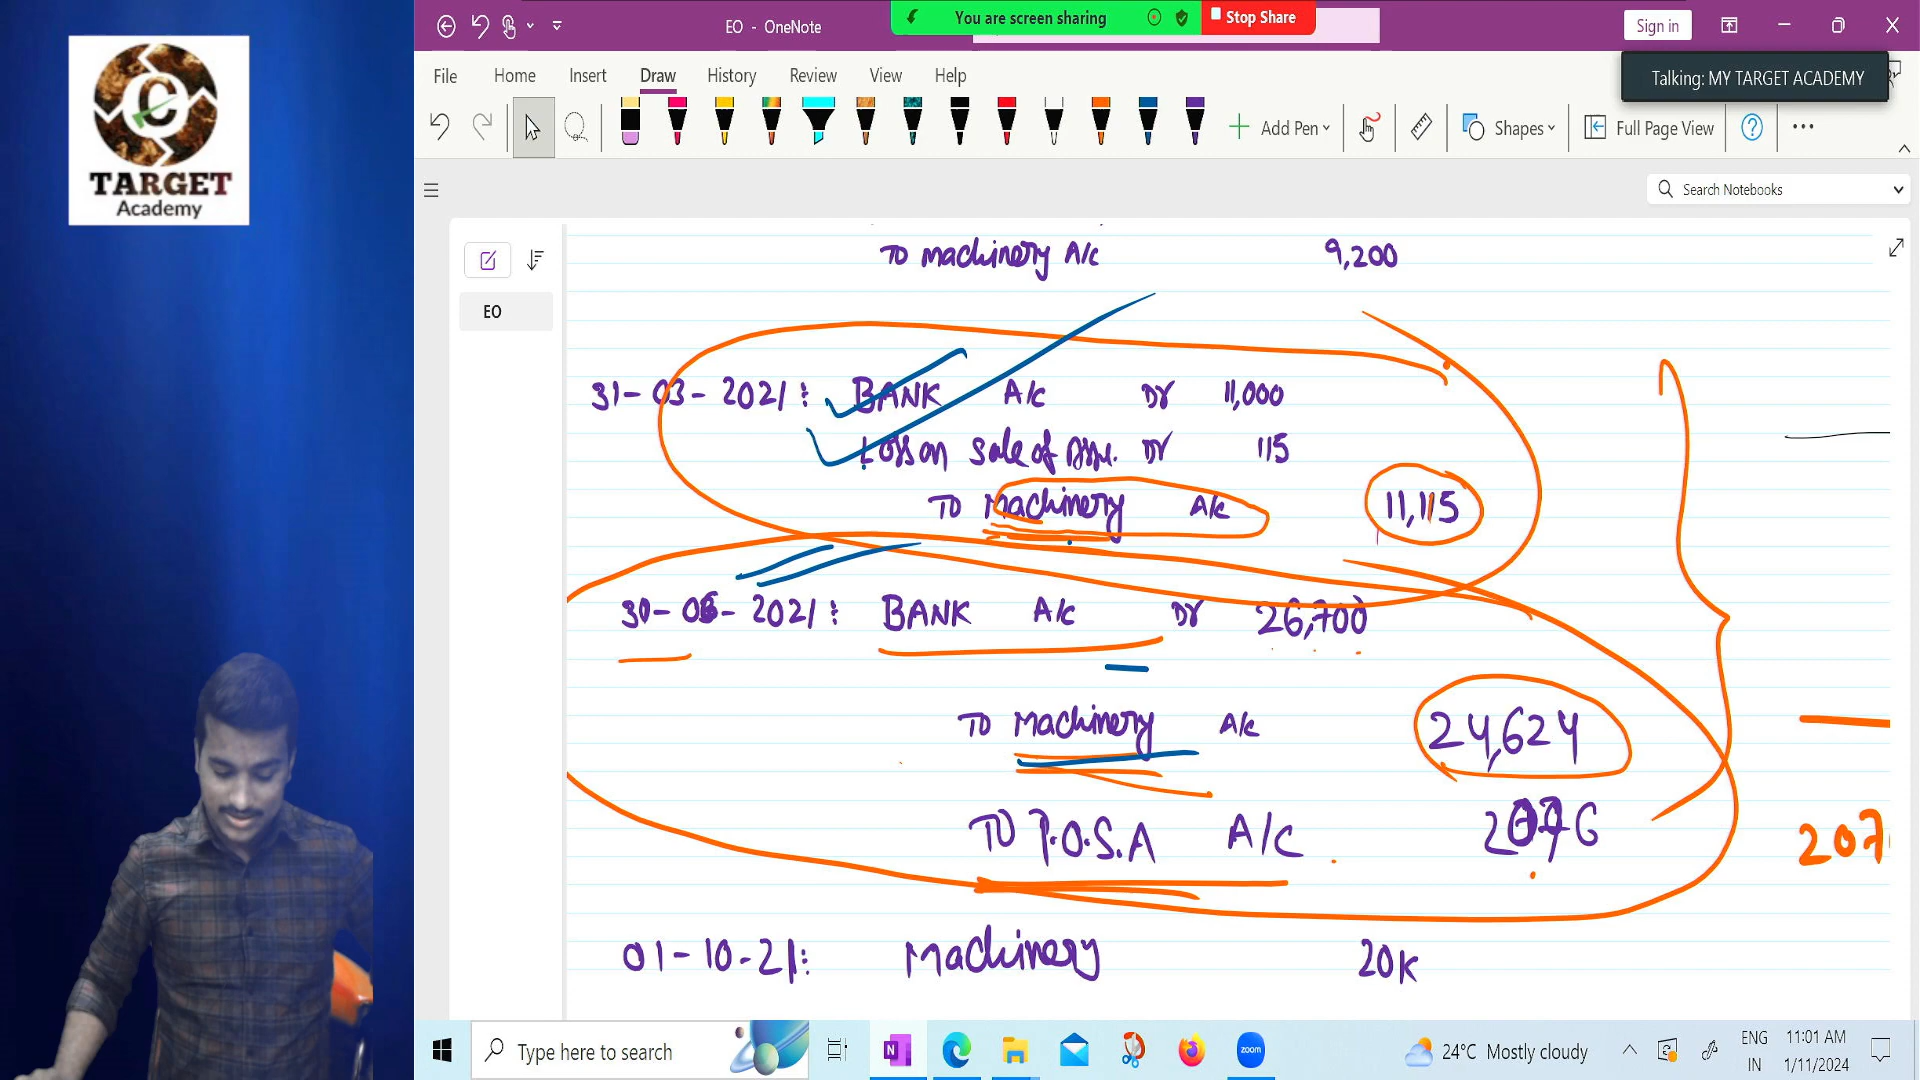 TARGET
Academy
EO - OneNote
You are screen sharing
Stop Share
Sign in
Talking: MY TARGET ACADEMY
File Home Insert Draw History Review View Help
Add Pen
Shapes
Full Page View
Search Notebooks
EO
To machinery A/c 9,200
31-03-2021: BANK A/c Dr 11,000
Loss on Sale of Dr 115
To Machinery A/c 11,115
30-06-2021: BANK A/c Dr 26,700
To Machinery A/c 24,624
To P.O.S.A A/c 2076
207
01-10-21: Machinery 20K
Type here to search
zoom
24°C Mostly cloudy
ENG
IN
11:01 AM
1/11/2024